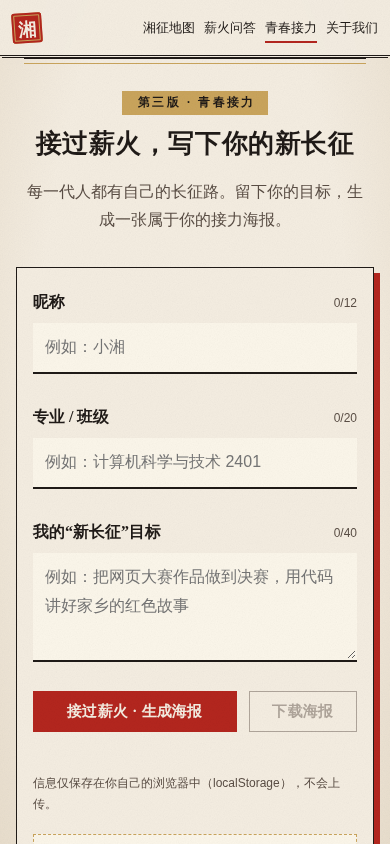 湘
湘征地图 薪火问答 青春接力 关于我们
第三版 · 青春接力
接过薪火，写下你的新长征
每一代人都有自己的长征路。留下你的目标，生
成一张属于你的接力海报。
昵称 0/12
例如：小湘
专业 / 班级 0/20
例如：计算机科学与技术 2401
我的“新长征”目标 0/40
例如：把网页大赛作品做到决赛，用代码
讲好家乡的红色故事
接过薪火 · 生成海报 下载海报
信息仅保存在你自己的浏览器中（localStorage），不会上
传。